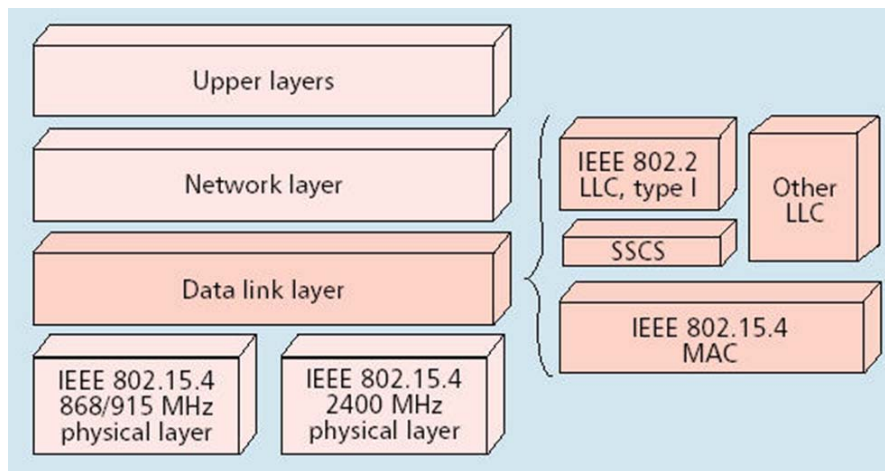 Upper layers
Network layer
Data link layer
IEEE 802.15.4
868/915 MHz
physical layer
IEEE 802.15.4
2400 MHz
physical layer
IEEE 802.2
LLC, type I
Other
LLC
SSCS
IEEE 802.15.4
MAC